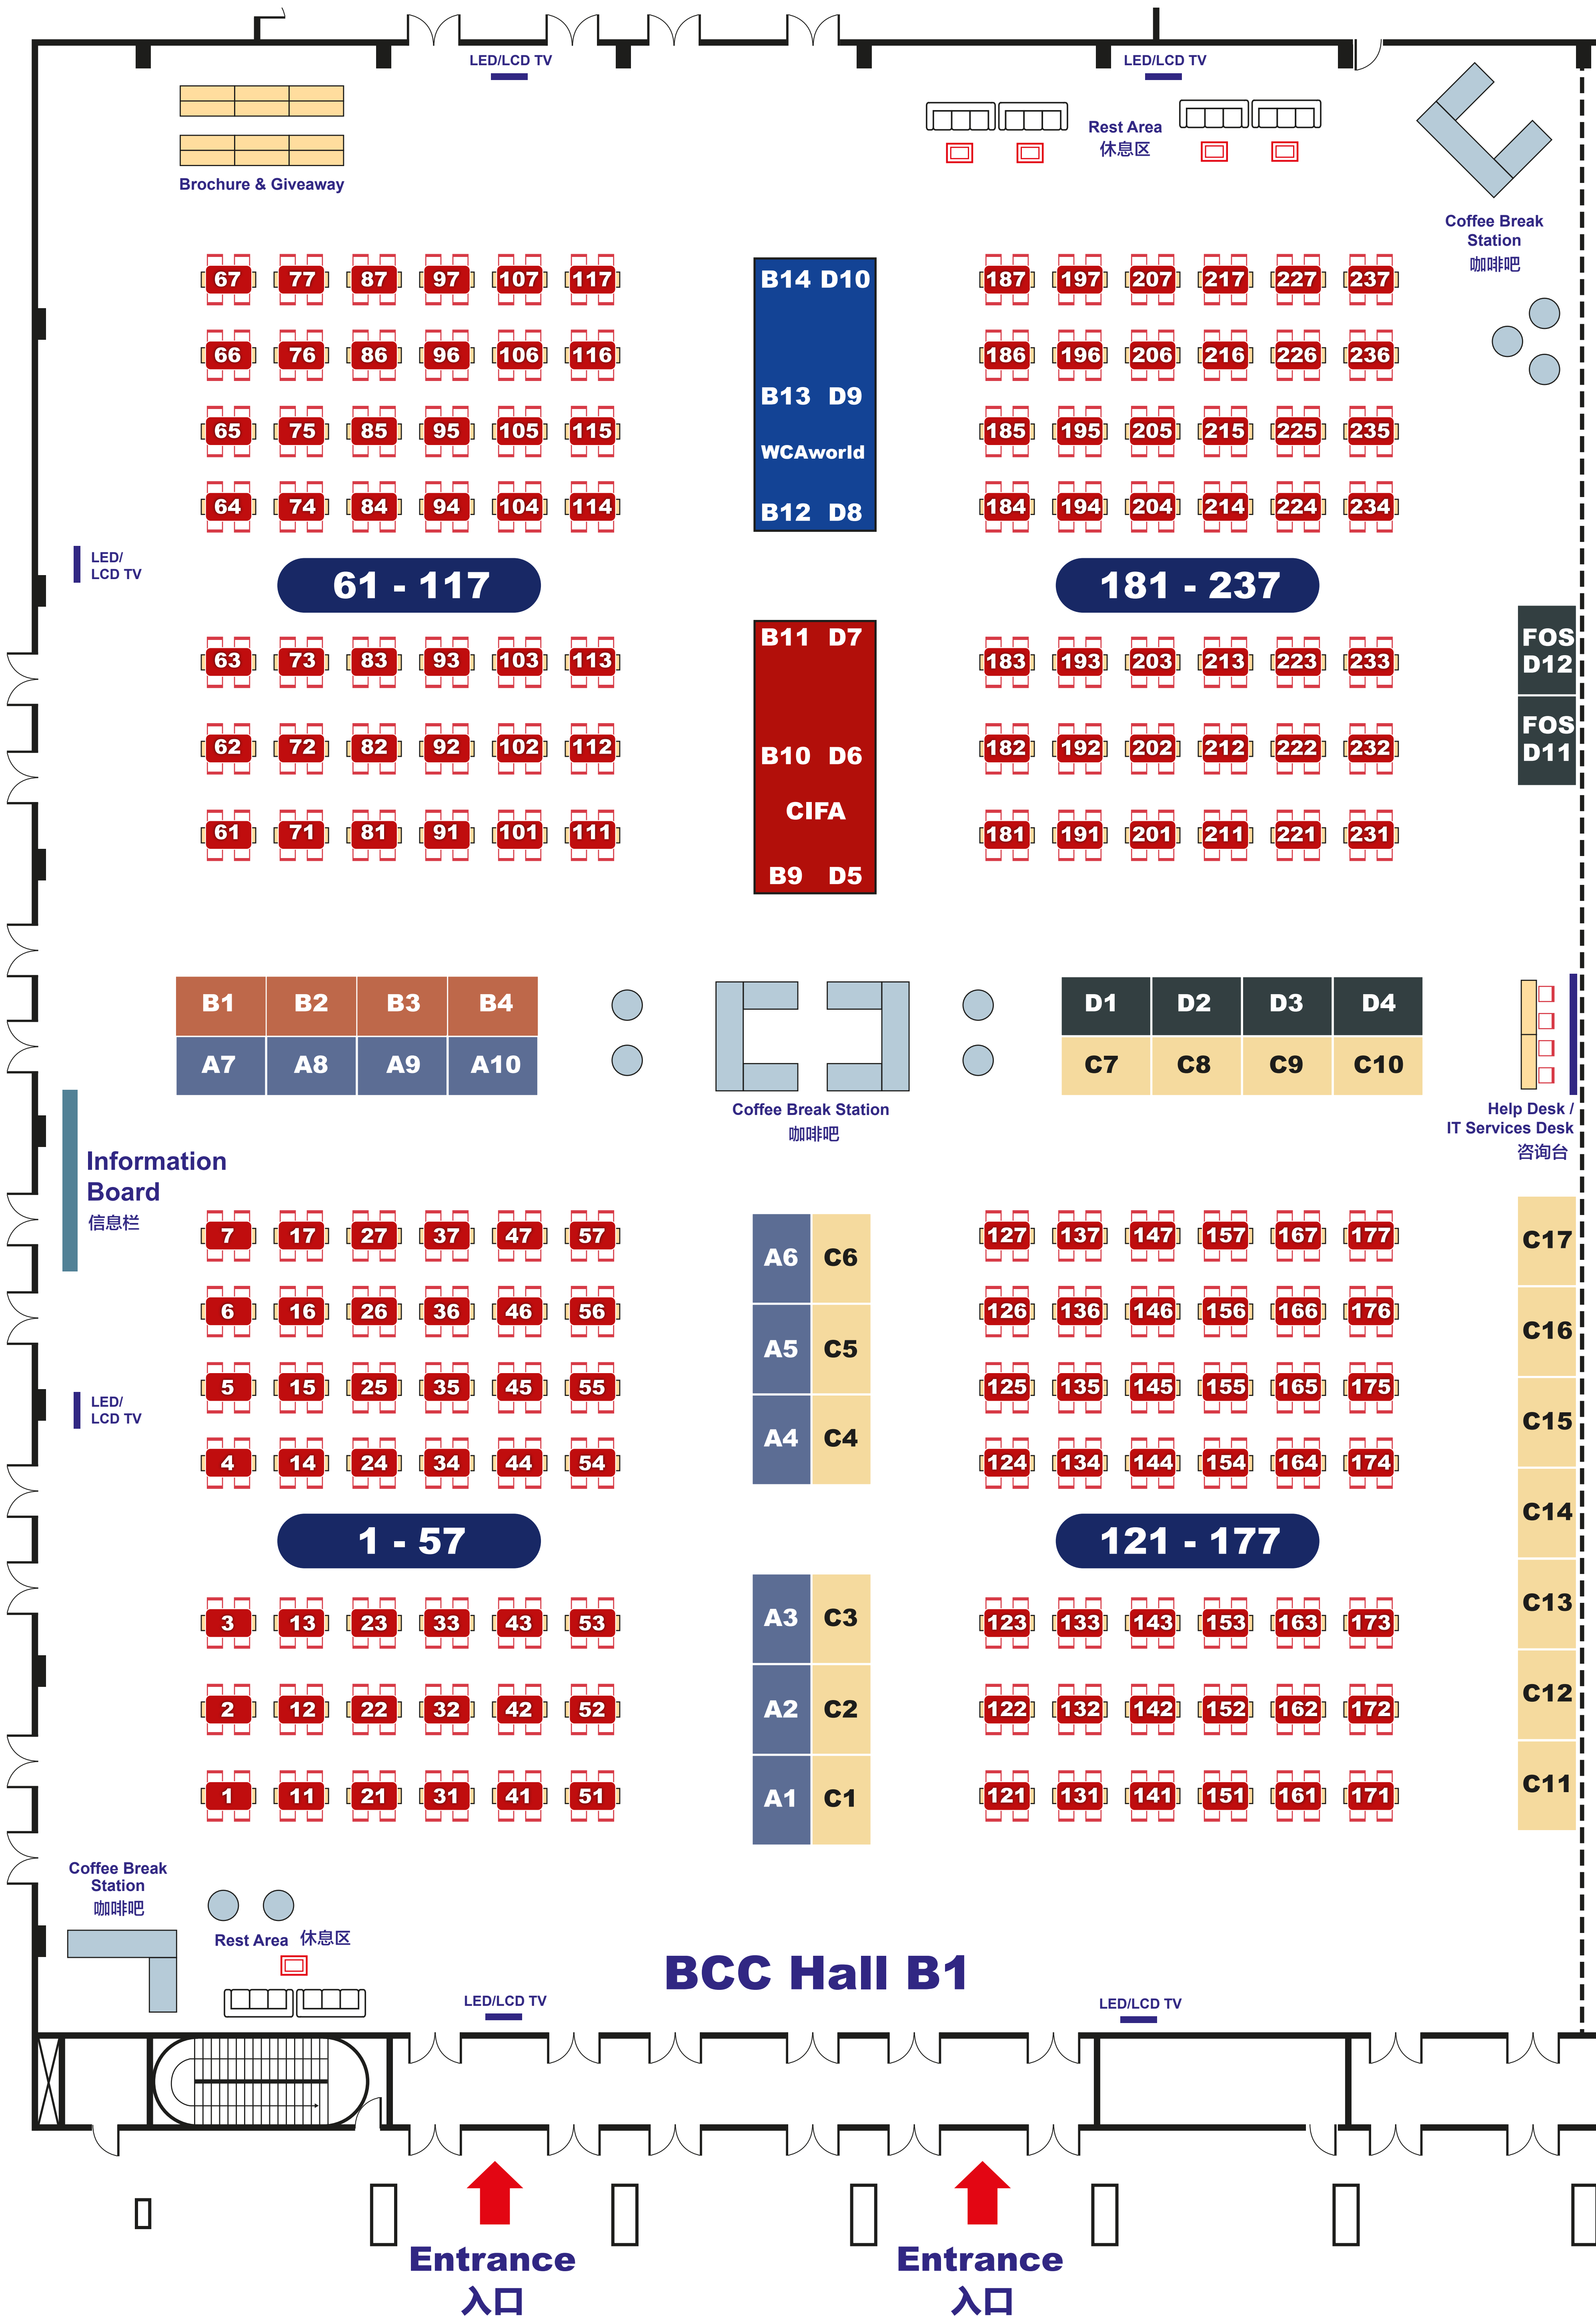 LED/LCD TV
LED/LCD TV
Rest Area
休息区
Brochure & Giveaway
Coffee Break
Station
咖啡吧
67 77 87 97 107 117
B14 D10
187 197 207 217 227 237
66 76 86 96 106 116
186 196 206 216 226 236
B13 D9
65 75 85 95 105 115
WCAworld
185 195 205 215 225 235
64 74 84 94 104 114
B12 D8
184 194 204 214 224 234
LED/
LCD TV
61 - 117
181 - 237
FOS
D12
B11 D7
63 73 83 93 103 113
183 193 203 213 223 233
FOS
D11
62 72 82 92 102 112
B10 D6
182 192 202 212 222 232
CIFA
61 71 81 91 101 111
181 191 201 211 221 231
B9 D5
B1 B2 B3 B4
D1 D2 D3 D4
A7 A8 A9 A10
C7 C8 C9 C10
Coffee Break Station
咖啡吧
Help Desk /
IT Services Desk
咨询台
Information
Board
信息栏
7 17 27 37 47 57
A6 C6
127 137 147 157 167 177
C17
6 16 26 36 46 56
126 136 146 156 166 176
C16
A5 C5
5 15 25 35 45 55
125 135 145 155 165 175
LED/
LCD TV
C15
A4 C4
4 14 24 34 44 54
124 134 144 154 164 174
C14
1 - 57
121 - 177
3 13 23 33 43 53
A3 C3
123 133 143 153 163 173
C13
2 12 22 32 42 52
A2 C2
122 132 142 152 162 172
C12
1 11 21 31 41 51
A1 C1
121 131 141 151 161 171
C11
Coffee Break
Station
咖啡吧
Rest Area 休息区
BCC Hall B1
LED/LCD TV
LED/LCD TV
Entrance
入口
Entrance
入口